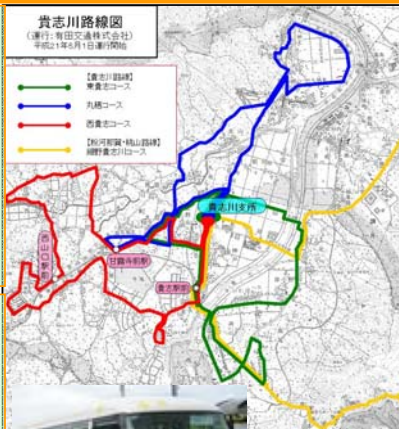 貴志川路線図
(運行:有田交通株式会社)
平成21年6月1日運行開始
【貴志川路線】
東貴志コース
丸栖コース
西貴志コース
【粉河那賀・桃山路線】
細野貴志川コース
貴志川支所
西山口駅前
甘露寺前駅
貴志駅前